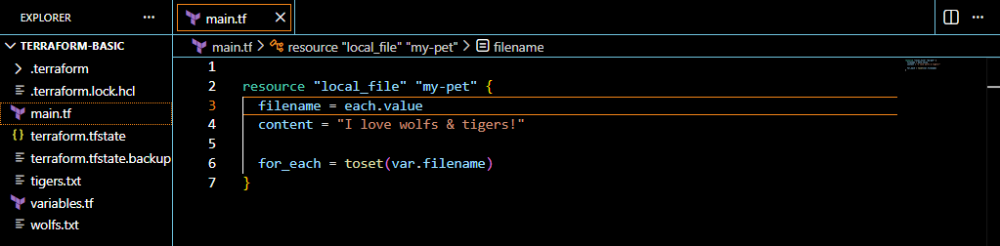 EXPLORER ...
TERRAFORM-BASIC
.terraform
.terraform.lock.hcl
main.tf
terraform.tfstate
terraform.tfstate.backup
tigers.txt
variables.tf
wolfs.txt
main.tf
main.tf > resource "local_file" "my-pet" > filename
1
2 resource "local_file" "my-pet" {
3 filename = each.value
4 content = "I love wolfs & tigers!"
5
6 for_each = toset(var.filename)
7 }